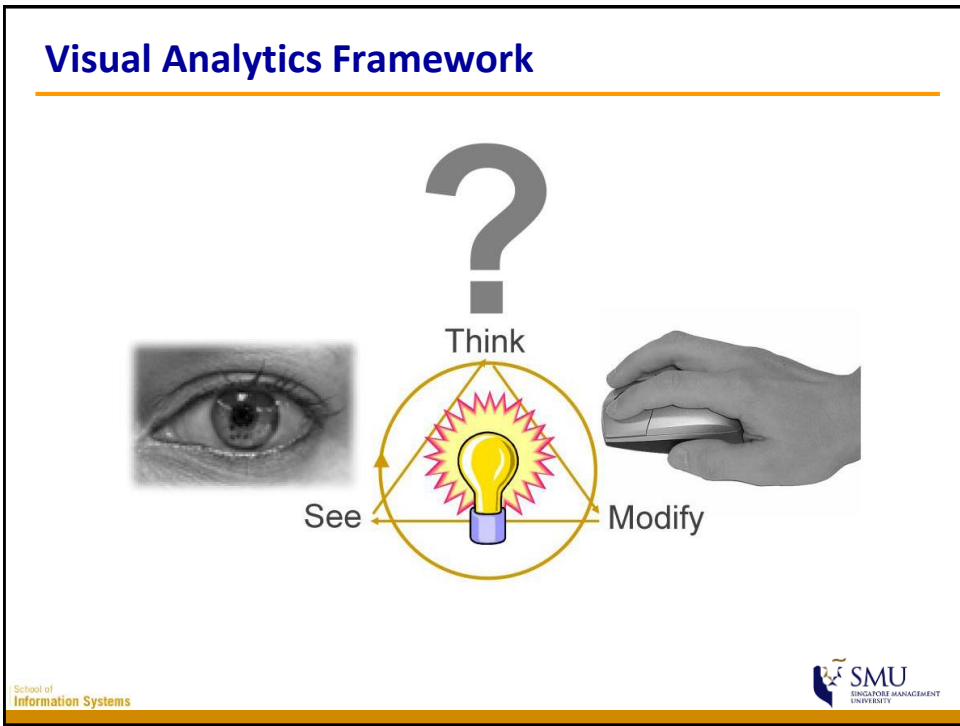 Visual Analytics Framework
?
Think
See
Modify
School of
Information Systems
SMU
SINGAPORE MANAGEMENT
UNIVERSITY